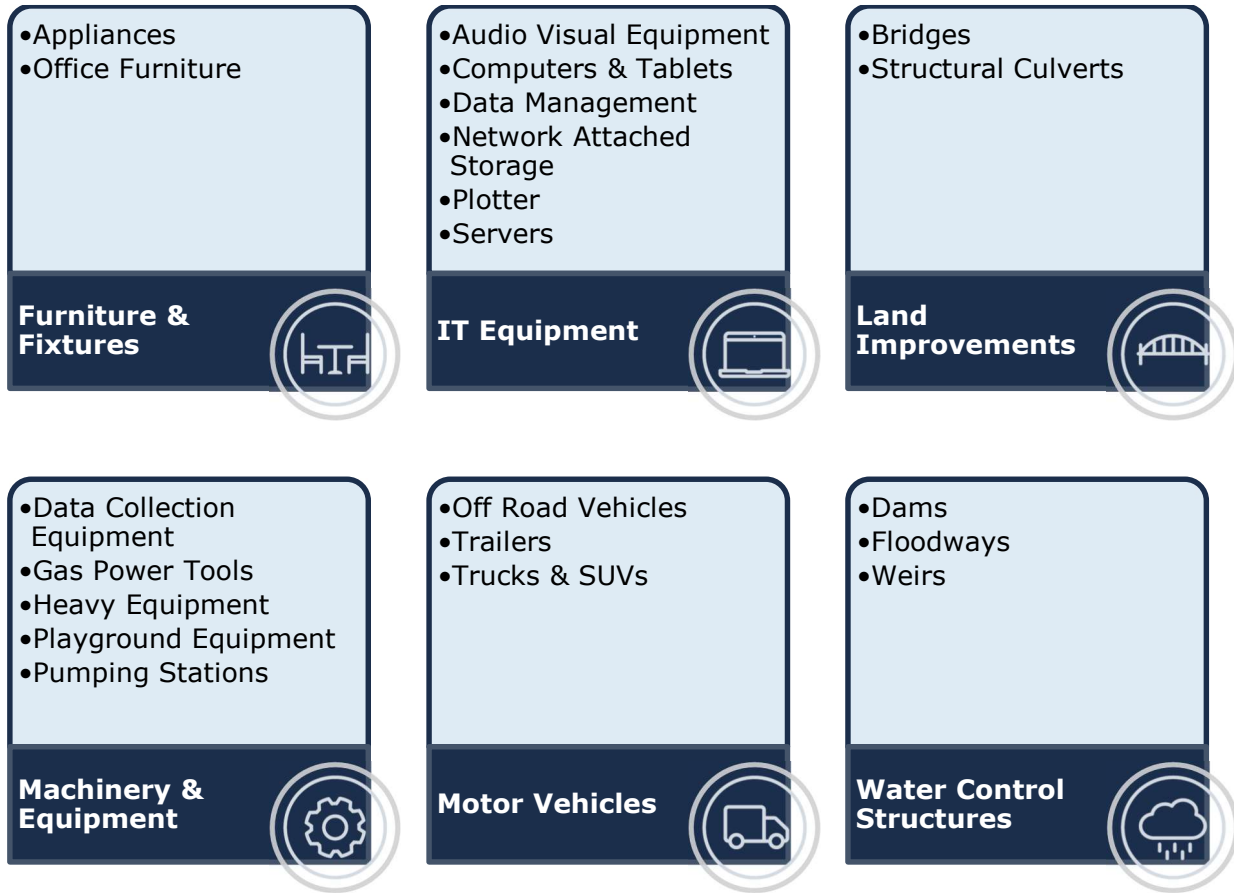 •Appliances
•Office Furniture
Furniture &
Fixtures
•Audio Visual Equipment
•Computers & Tablets
•Data Management
•Network Attached
Storage
•Plotter
•Servers
IT Equipment
•Bridges
•Structural Culverts
Land
Improvements
•Data Collection
Equipment
•Gas Power Tools
•Heavy Equipment
•Playground Equipment
•Pumping Stations
Machinery &
Equipment
•Off Road Vehicles
•Trailers
•Trucks & SUVs
Motor Vehicles
•Dams
•Floodways
•Weirs
Water Control
Structures